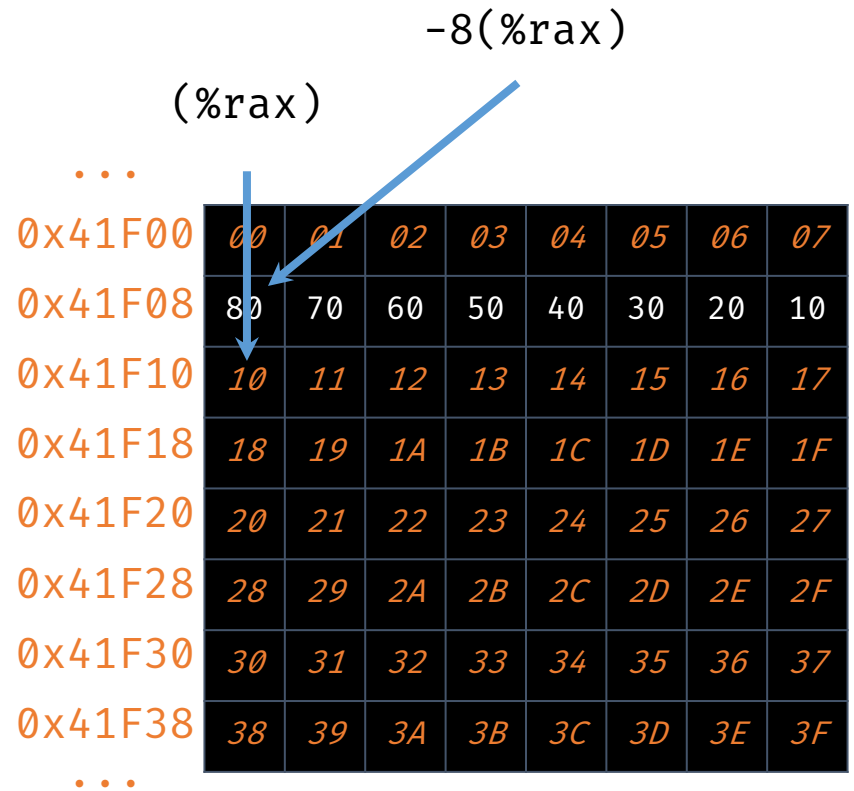 -8(%rax)
(%rax)
...
0x41F00 00 01 02 03 04 05 06 07
0x41F08 80 70 60 50 40 30 20 10
0x41F10 10 11 12 13 14 15 16 17
0x41F18 18 19 1A 1B 1C 1D 1E 1F
0x41F20 20 21 22 23 24 25 26 27
0x41F28 28 29 2A 2B 2C 2D 2E 2F
0x41F30 30 31 32 33 34 35 36 37
0x41F38 38 39 3A 3B 3C 3D 3E 3F
...